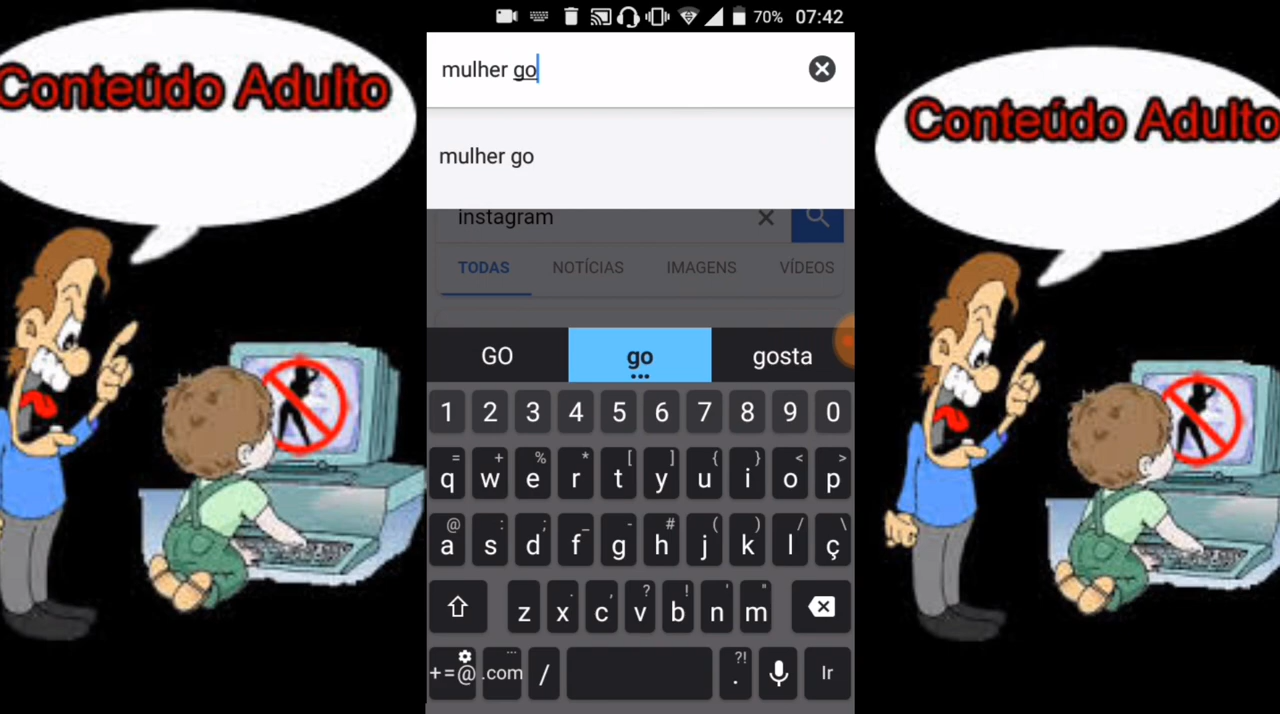 Conteúdo Adulto
70% 07:42
mulher go
mulher go
instagram
TODAS NOTÍCIAS IMAGENS VÍDEOS
GO go gosta
1 2 3 4 5 6 7 8 9 0
= + % * [ ] { } < >
q w e r t y u i o p
@ : ; _ - # ( ) / \
a s d f g h j k l ç
. , ? ! ' "
z x c v b n m
... ?!
+=@ .com / . Ir
Conteúdo Adulto